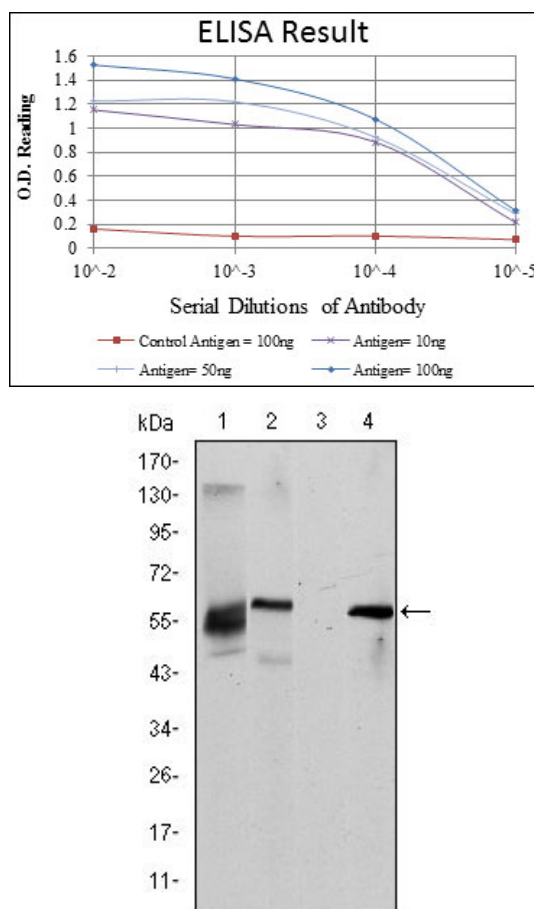 ELISA Result
1.6
1.4
1.2
1
0.8
0.6
0.4
0.2
0
O.D. Reading
10^-2 10^-3 10^-4 10^-5
Serial Dilutions of Antibody
Control Antigen = 100ng Antigen= 10ng
Antigen= 50ng Antigen= 100ng
kDa 1 2 3 4
170-
130-
95-
72-
55-
43-
34-
26-
17-
11-